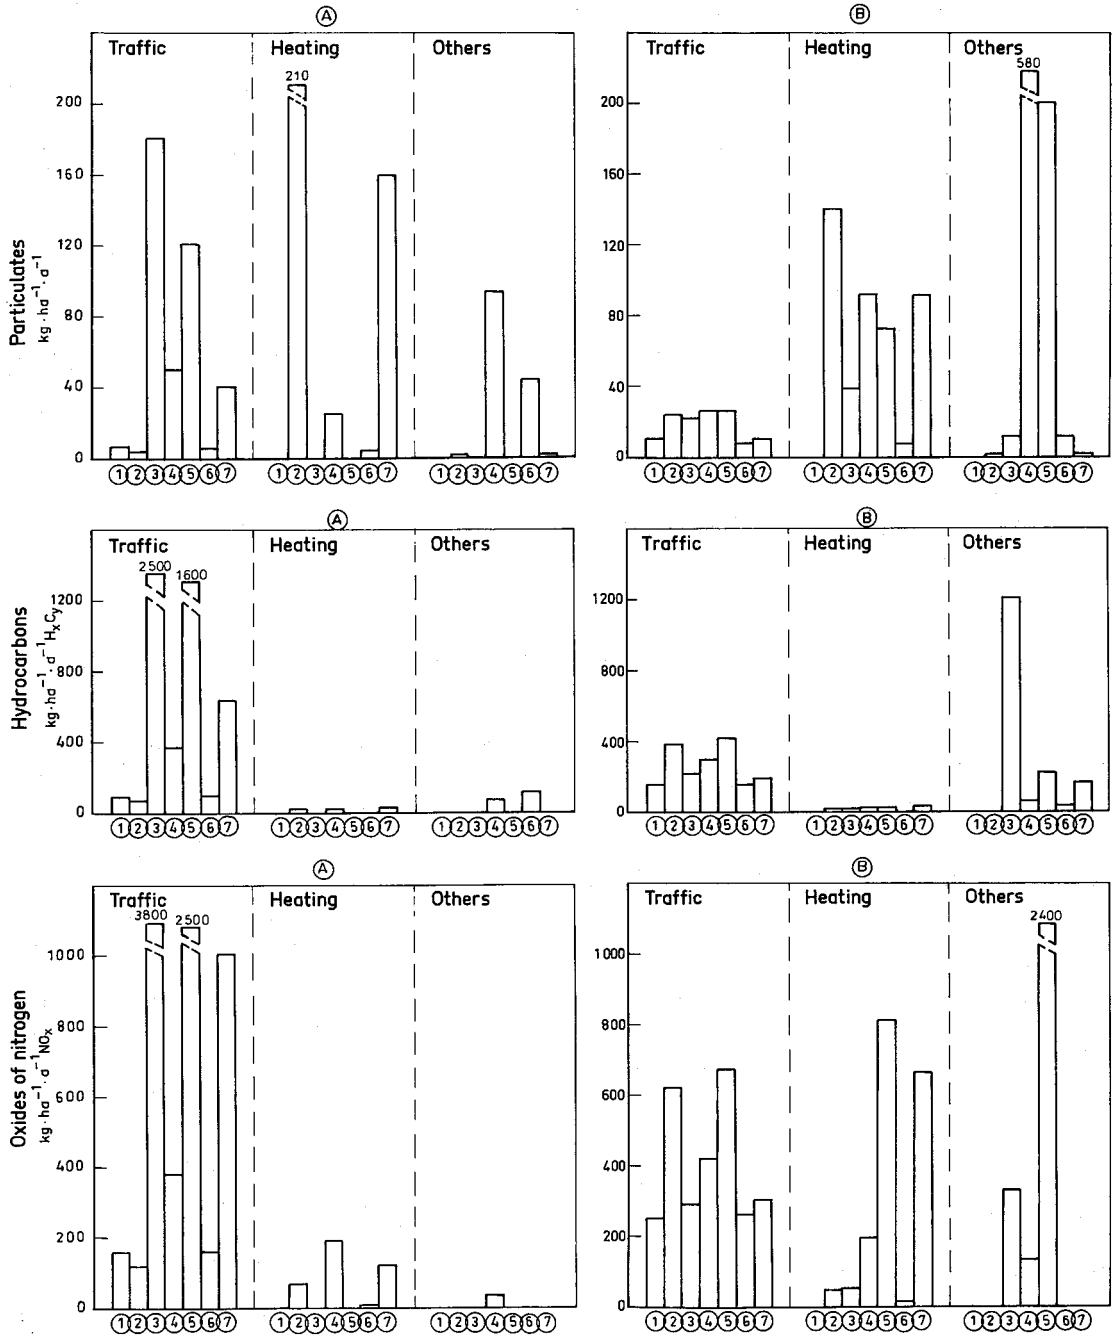 Ⓐ Ⓑ
Traffic Heating Others Traffic Heating Others
210 580
200 200
160 160
120 120
80 80
40 40
0 0
Particulates
kg · ha⁻¹ · d⁻¹
① ② ③ ④ ⑤ ⑥ ⑦ ① ② ③ ④ ⑤ ⑥ ⑦ ① ② ③ ④ ⑤ ⑥ ⑦ ① ② ③ ④ ⑤ ⑥ ⑦ ① ② ③ ④ ⑤ ⑥ ⑦ ① ② ③ ④ ⑤ ⑥ ⑦
Ⓐ Ⓑ
Traffic Heating Others Traffic Heating Others
2500 1600
1200 1200
800 800
400 400
0 0
Hydrocarbons
kg · ha⁻¹ · d⁻¹ HₓCᵧ
① ② ③ ④ ⑤ ⑥ ⑦ ① ② ③ ④ ⑤ ⑥ ⑦ ① ② ③ ④ ⑤ ⑥ ⑦ ① ② ③ ④ ⑤ ⑥ ⑦ ① ② ③ ④ ⑤ ⑥ ⑦ ① ② ③ ④ ⑤ ⑥ ⑦
Ⓐ Ⓑ
Traffic Heating Others Traffic Heating Others
3800 2500 2400
1000 1000
800 800
600 600
400 400
200 200
0 0
Oxides of nitrogen
kg · ha⁻¹ · d⁻¹ NOₓ
① ② ③ ④ ⑤ ⑥ ⑦ ① ② ③ ④ ⑤ ⑥ ⑦ ① ② ③ ④ ⑤ ⑥ ⑦ ① ② ③ ④ ⑤ ⑥ ⑦ ① ② ③ ④ ⑤ ⑥ ⑦ ① ② ③ ④ ⑤ ⑥ ⑦